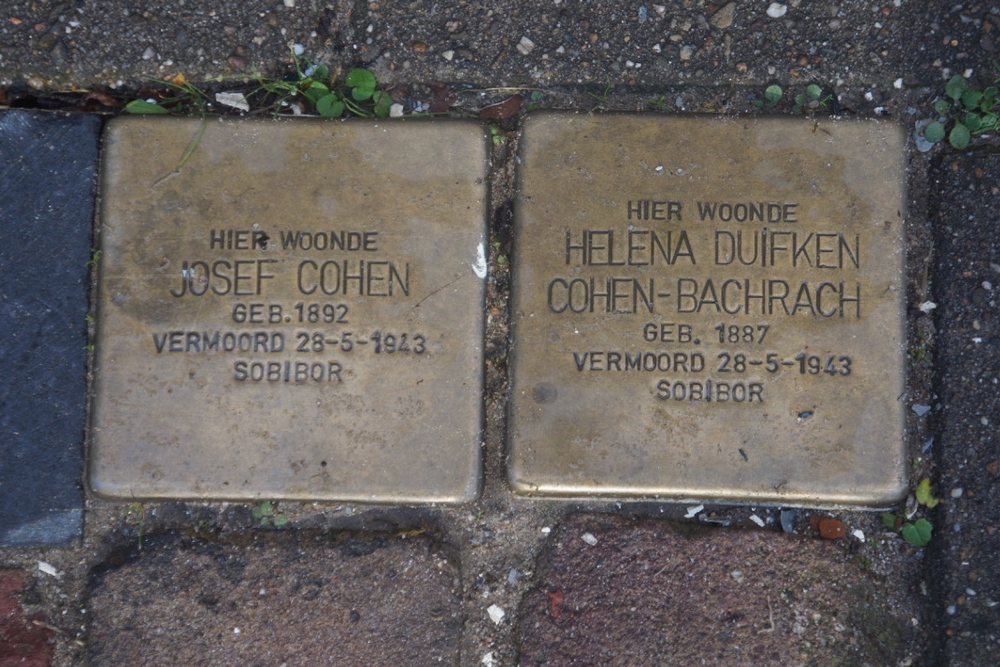 HIER WOONDE
JOSEF COHEN
GEB. 1892
VERMOORD 28-5-1943
SOBIBOR
HIER WOONDE
HELENA DUIFKEN
COHEN-BACHRACH
GEB. 1887
VERMOORD 28-5-1943
SOBIBOR